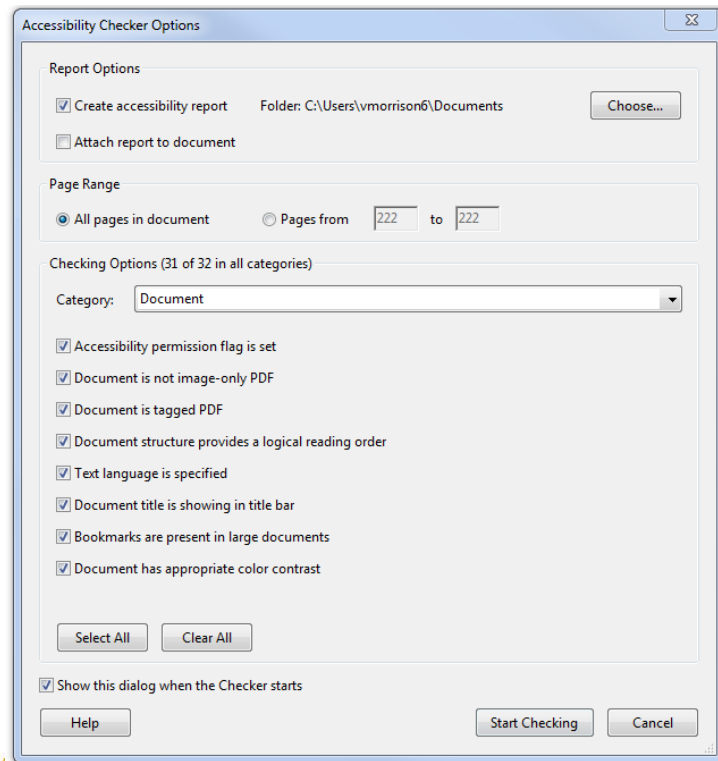 Accessibility Checker Options
Report Options
Create accessibility report Folder: C:\Users\vmorrison6\Documents Choose...
Attach report to document
Page Range
All pages in document Pages from 222 to 222
Checking Options (31 of 32 in all categories)
Category: Document
Accessibility permission flag is set
Document is not image-only PDF
Document is tagged PDF
Document structure provides a logical reading order
Text language is specified
Document title is showing in title bar
Bookmarks are present in large documents
Document has appropriate color contrast
Select All Clear All
Show this dialog when the Checker starts
Help Start Checking Cancel